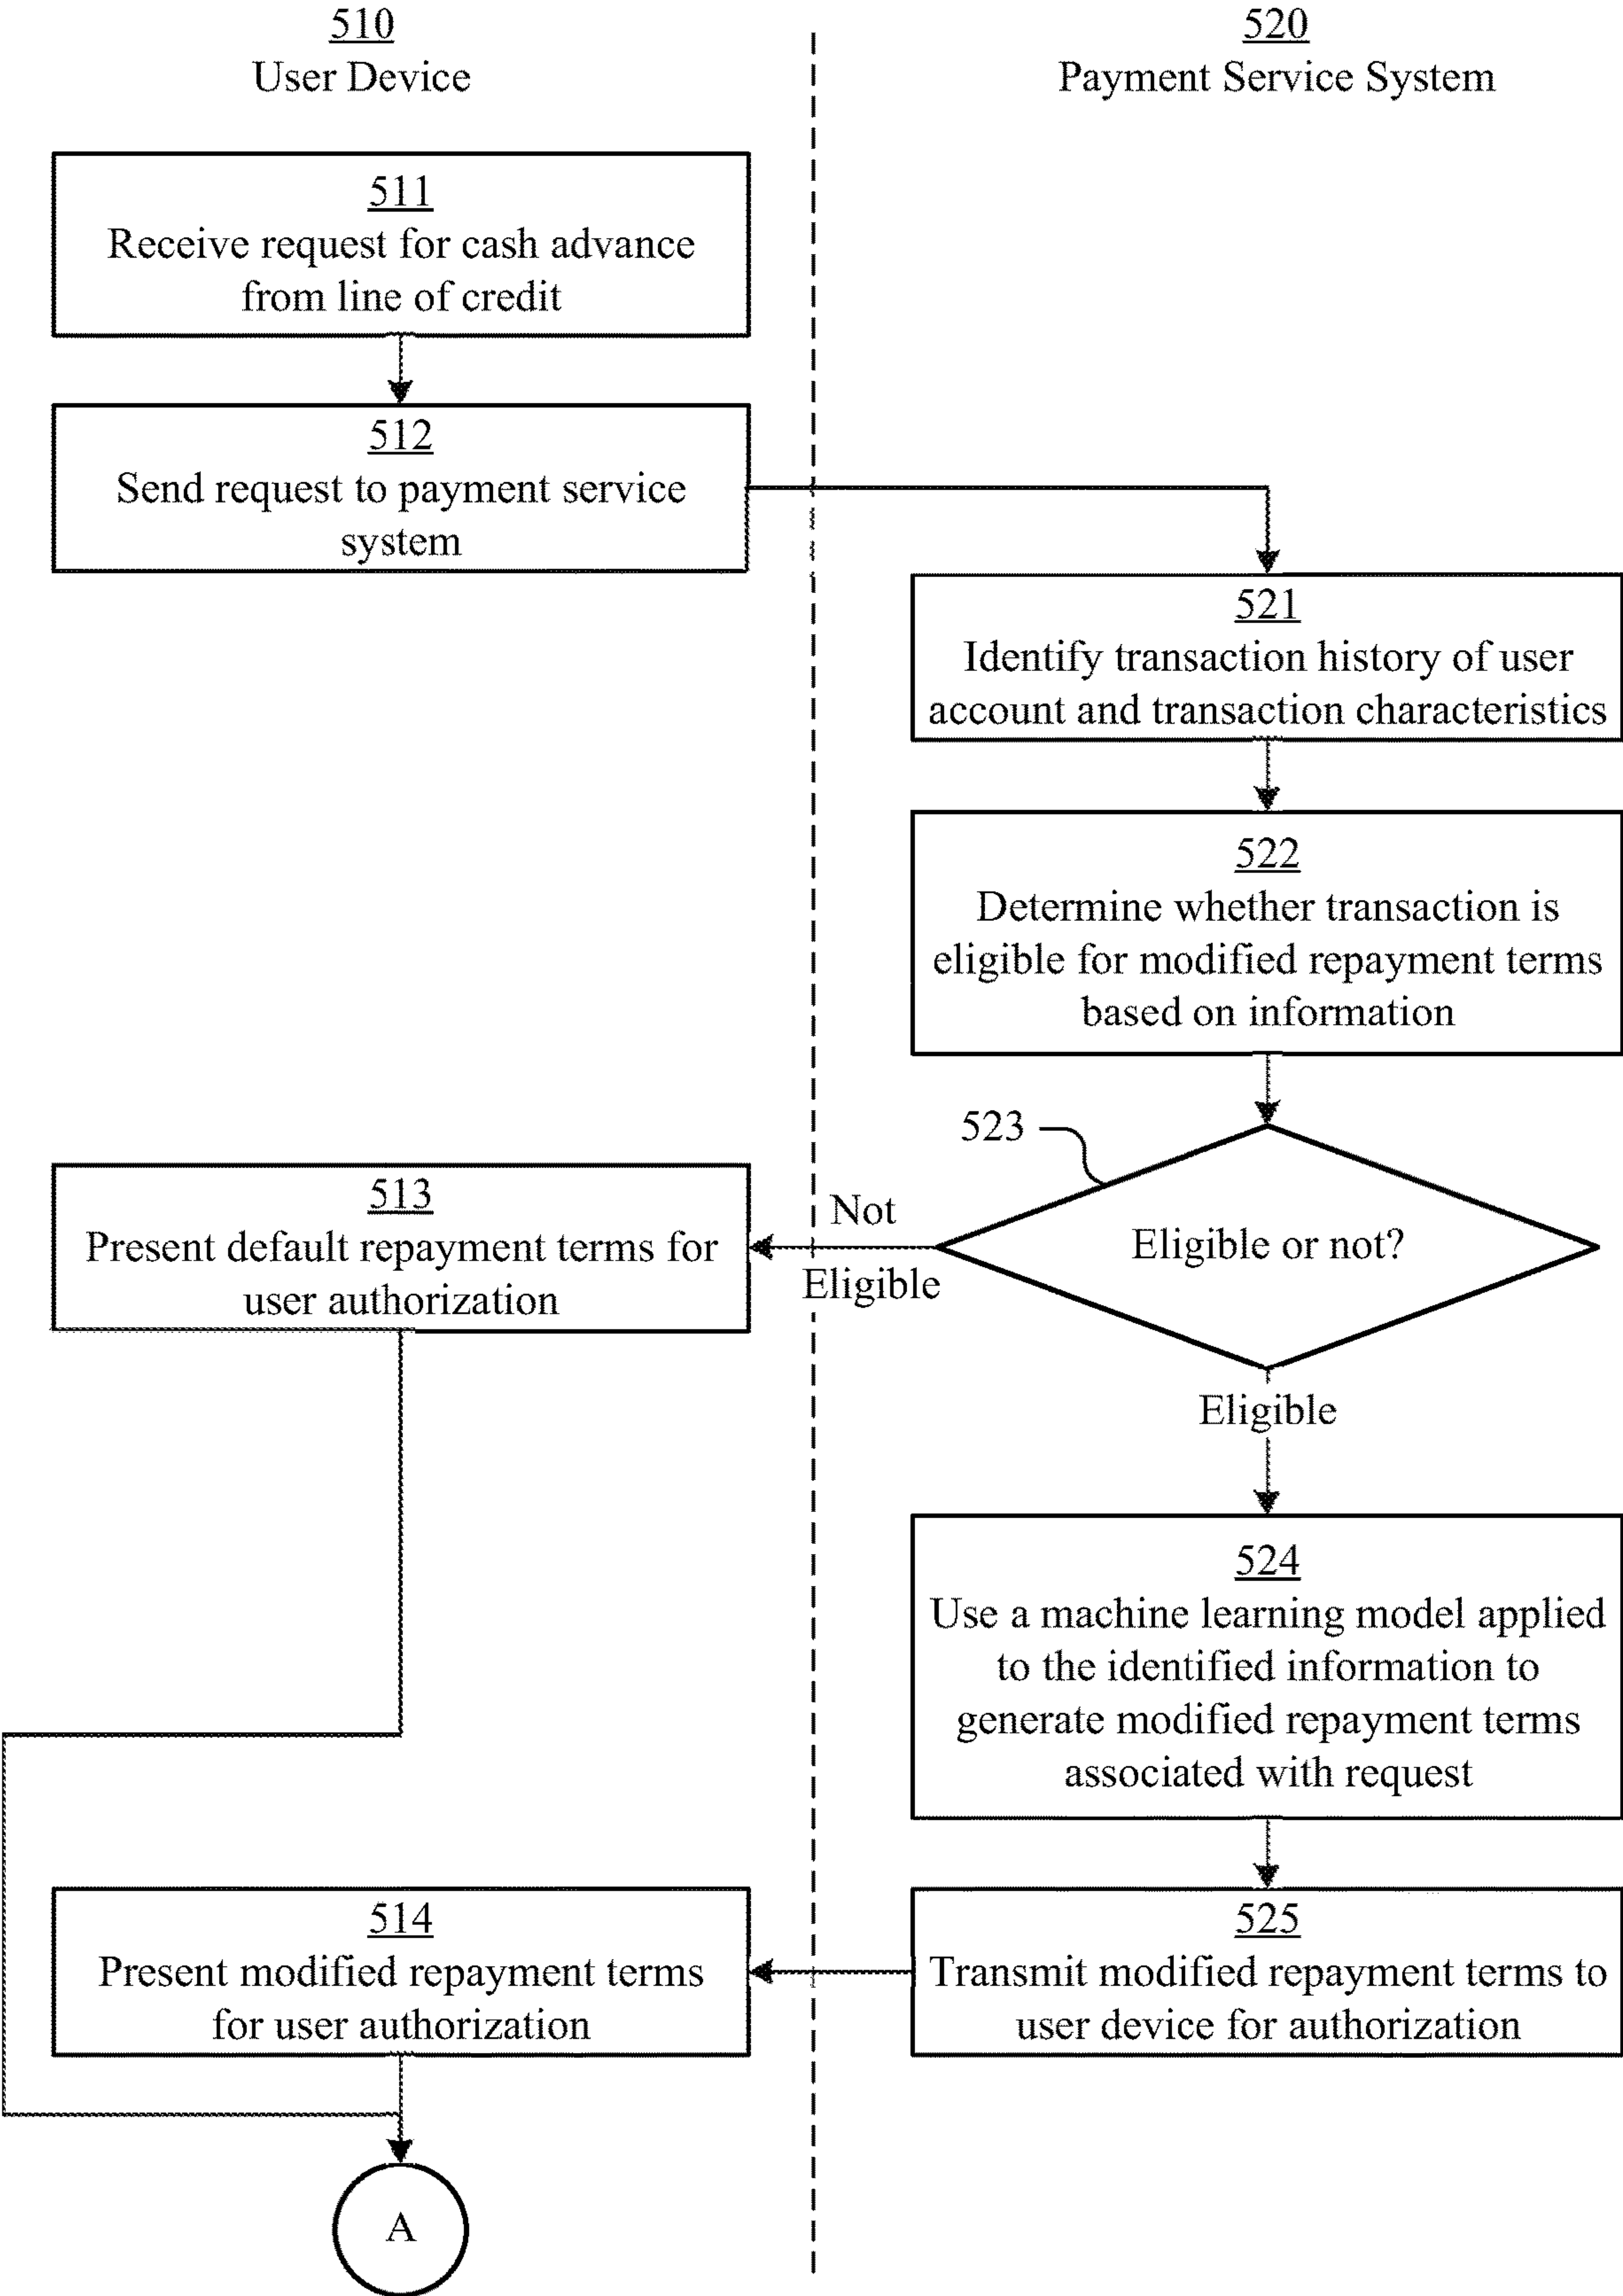 510
User Device
520
Payment Service System
511
Receive request for cash advance
from line of credit
512
Send request to payment service
system
521
Identify transaction history of user
account and transaction characteristics
522
Determine whether transaction is
eligible for modified repayment terms
based on information
523
Eligible or not?
Not
Eligible
513
Present default repayment terms for
user authorization
Eligible
524
Use a machine learning model applied
to the identified information to
generate modified repayment terms
associated with request
514
Present modified repayment terms
for user authorization
525
Transmit modified repayment terms to
user device for authorization
A